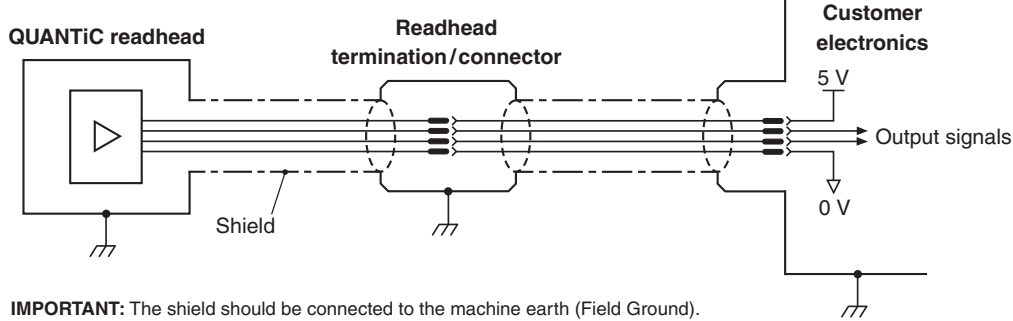 QUANTiC readhead
Readhead
termination/connector
Customer
electronics
5 V
Output signals
0 V
Shield
IMPORTANT: The shield should be connected to the machine earth (Field Ground).